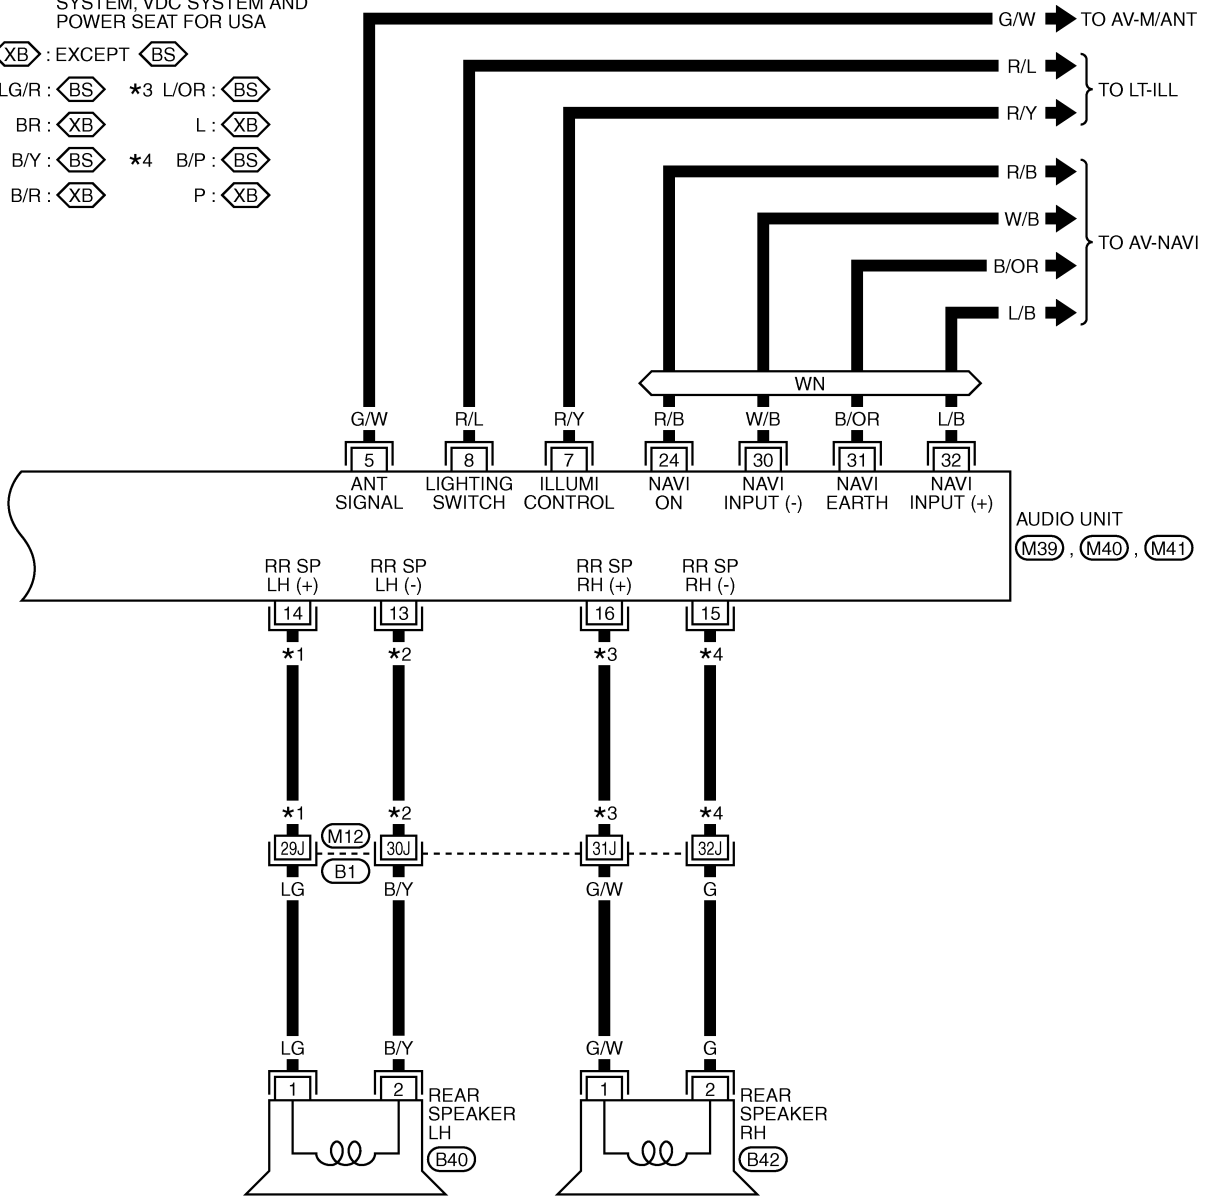 SYSTEM, VDC SYSTEM AND
POWER SEAT FOR USA
XB : EXCEPT BS
LG/R : BS ★3 L/OR : BS
BR : XB L : XB
B/Y : BS ★4 B/P : BS
B/R : XB P : XB
G/W TO AV-M/ANT
R/L
TO LT-ILL
R/Y
R/B
W/B
TO AV-NAVI
B/OR
L/B
WN
G/W R/L R/Y R/B W/B B/OR L/B
5 8 7 24 30 31 32
ANT SIGNAL
LIGHTING SWITCH
ILLUMI CONTROL
NAVI ON
NAVI INPUT (-)
NAVI EARTH
NAVI INPUT (+)
AUDIO UNIT
M39 , M40 , M41
RR SP LH (+)
RR SP LH (-)
RR SP RH (+)
RR SP RH (-)
14 13 16 15
★1 ★2 ★3 ★4
★1 ★2 ★3 ★4
M12
29J 30J 31J 32J
B1
LG B/Y G/W G
LG B/Y G/W G
1 2 1 2
REAR
SPEAKER
LH
B40
REAR
SPEAKER
RH
B42